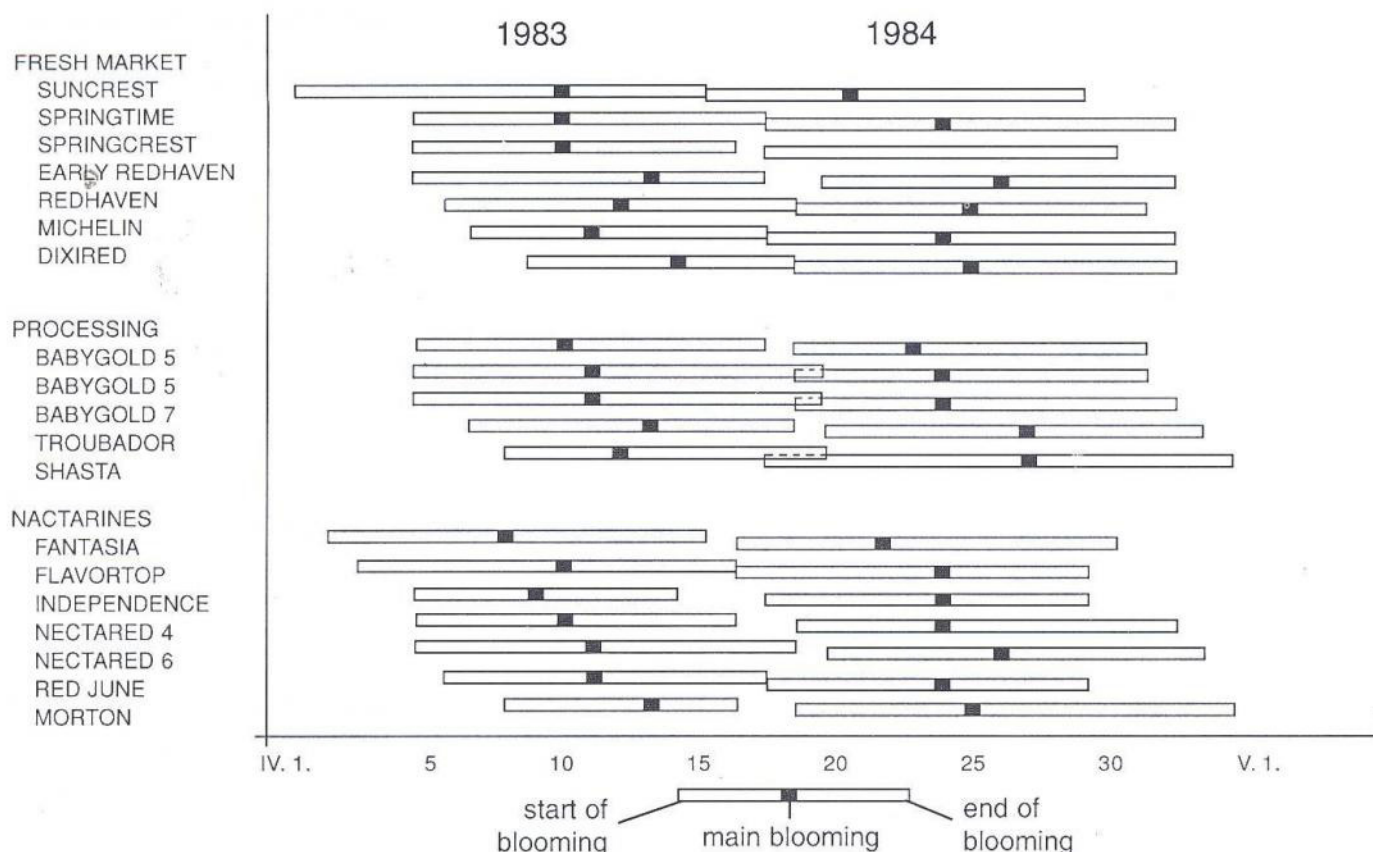 1983 1984
FRESH MARKET
SUNCREST
SPRINGTIME
SPRINGCREST
EARLY REDHAVEN
REDHAVEN
MICHELIN
DIXIRED
PROCESSING
BABYGOLD 5
BABYGOLD 5
BABYGOLD 7
TROUBADOR
SHASTA
NACTARINES
FANTASIA
FLAVORTOP
INDEPENDENCE
NECTARED 4
NECTARED 6
RED JUNE
MORTON
IV. 1. 5 10 15 20 25 30 V. 1.
start of blooming
main blooming
end of blooming